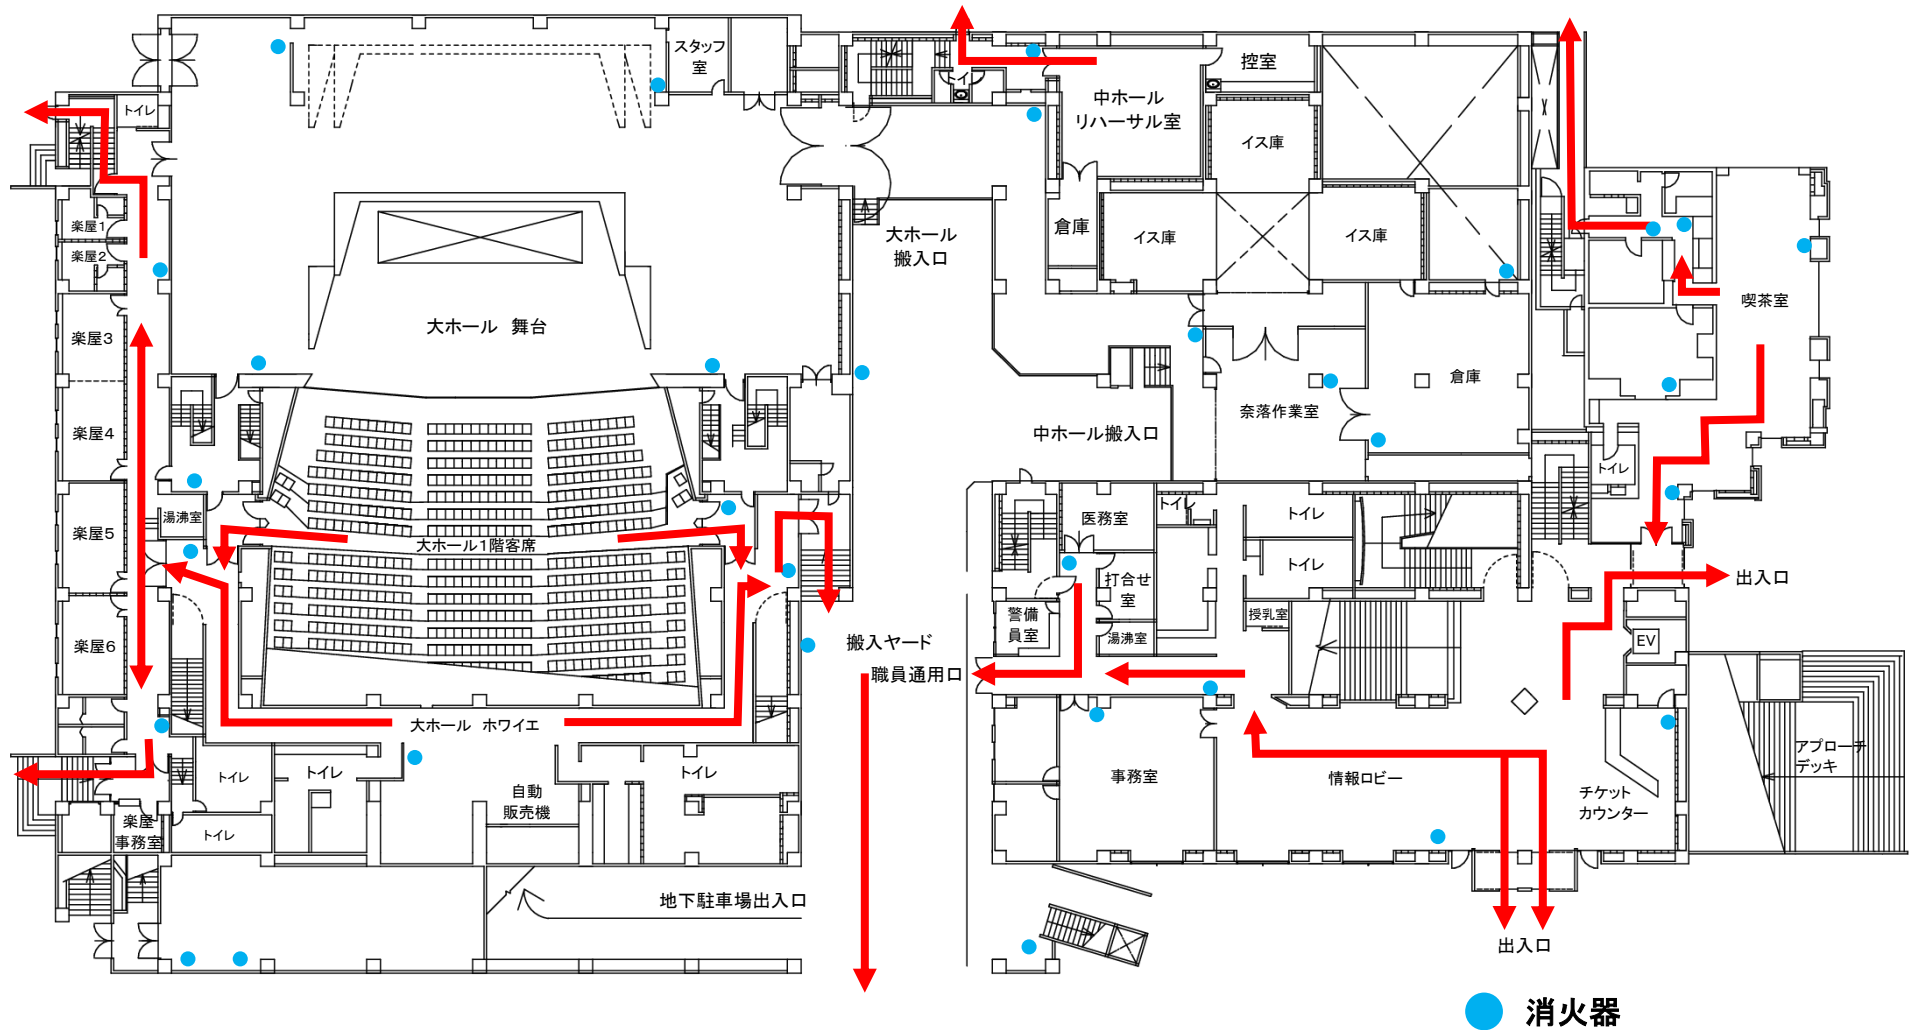 スタッフ
室
トイレ
控室
中ホール
リハーサル室
トイ
イス庫
楽屋1
楽屋2
倉庫
大ホール
搬入口
イス庫
イス庫
喫茶室
大ホール 舞台
楽屋3
楽屋4
倉庫
奈落作業室
中ホール搬入口
トイレ
湯沸室
楽屋5
大ホール1階客席
医務室
トイレ
トイレ
トイレ
打合せ
室
出入口
楽屋6
警備
員室
湯沸室
授乳室
EV
搬入ヤード
職員通用口
大ホール ホワイエ
トイレ
トイレ
トイレ
自動
販売機
事務室
情報ロビー
アプローチ
デッキ
チケット
カウンター
楽屋
事務室
トイレ
地下駐車場出入口
出入口
消火器